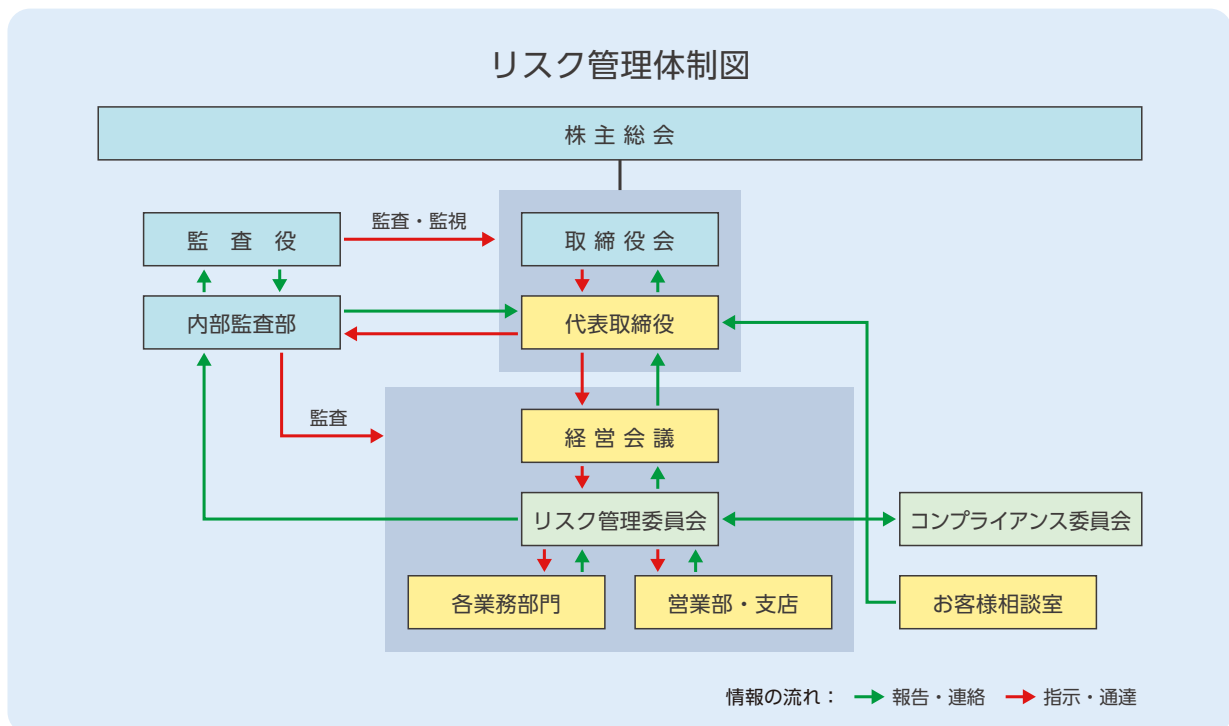 リスク管理体制図
株主総会
監査・監視
監査役
取締役会
内部監査部
代表取締役
監査
経営会議
リスク管理委員会
コンプライアンス委員会
各業務部門
営業部・支店
お客様相談室
情報の流れ： 報告・連絡 指示・通達